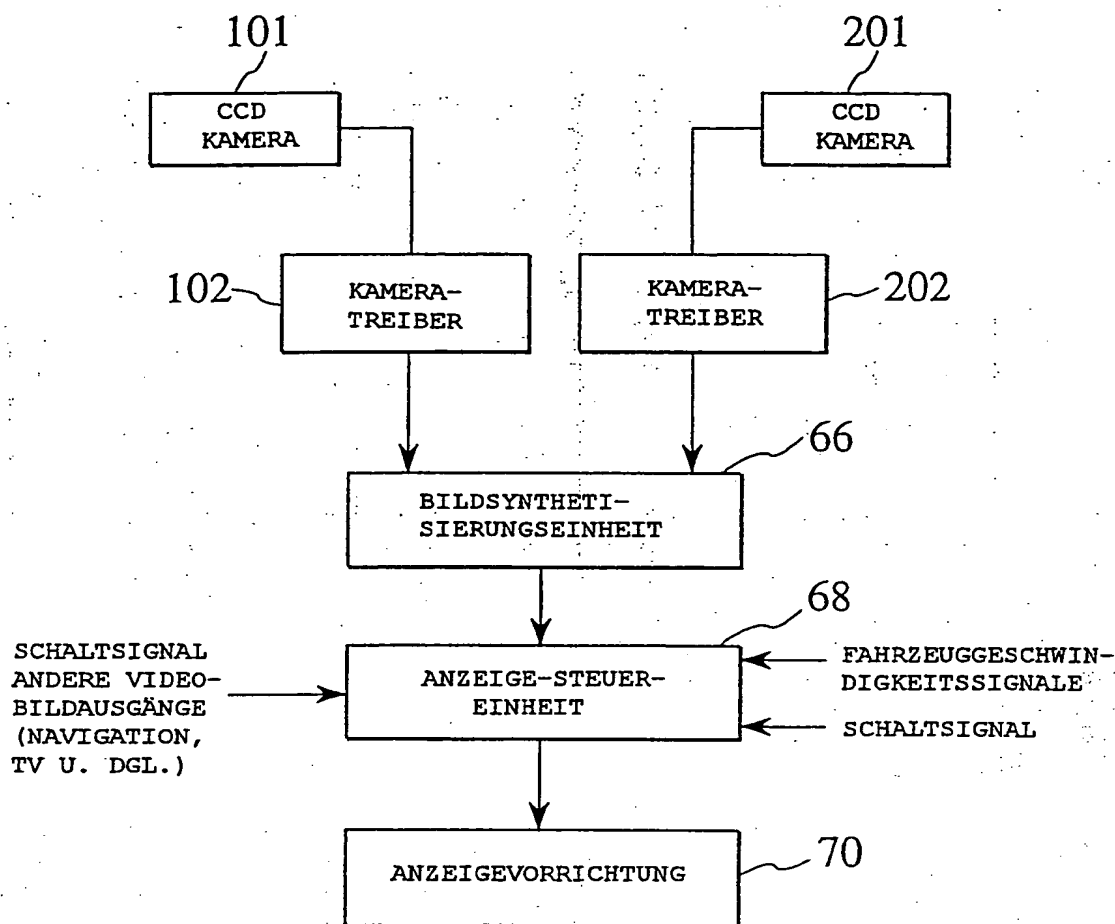 101
201
CCD
KAMERA
CCD
KAMERA
102
KAMERA-
TREIBER
KAMERA-
TREIBER
202
66
BILDSYNTHETI-
SIERUNGSEINHEIT
68
SCHALTSIGNAL
ANDERE VIDEO-
BILDAUSGÄNGE
(NAVIGATION,
TV U. DGL.)
ANZEIGE-STEUER-
EINHEIT
FAHRZEUGGESCHWIN-
DIGKEITSSIGNALE
SCHALTSIGNAL
ANZEIGEVORRICHTUNG
70